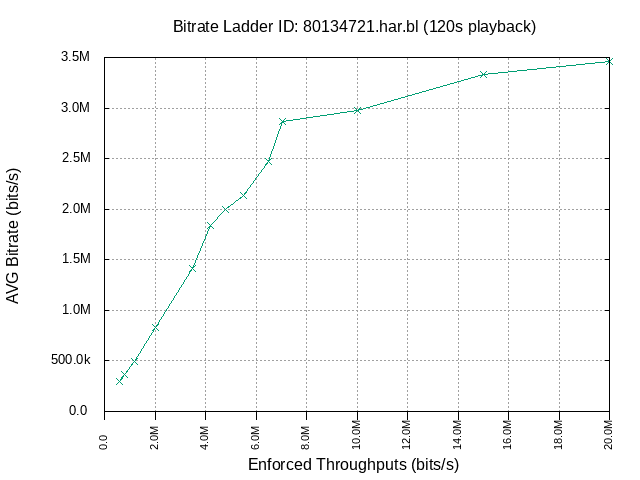 Bitrate Ladder ID: 80134721.har.bl (120s playback)
3.5M
3.0M
2.5M
2.0M
1.5M
1.0M
500.0k
0.0
AVG Bitrate (bits/s)
0.0
2.0M
4.0M
6.0M
8.0M
10.0M
12.0M
14.0M
16.0M
18.0M
20.0M
Enforced Throughputs (bits/s)